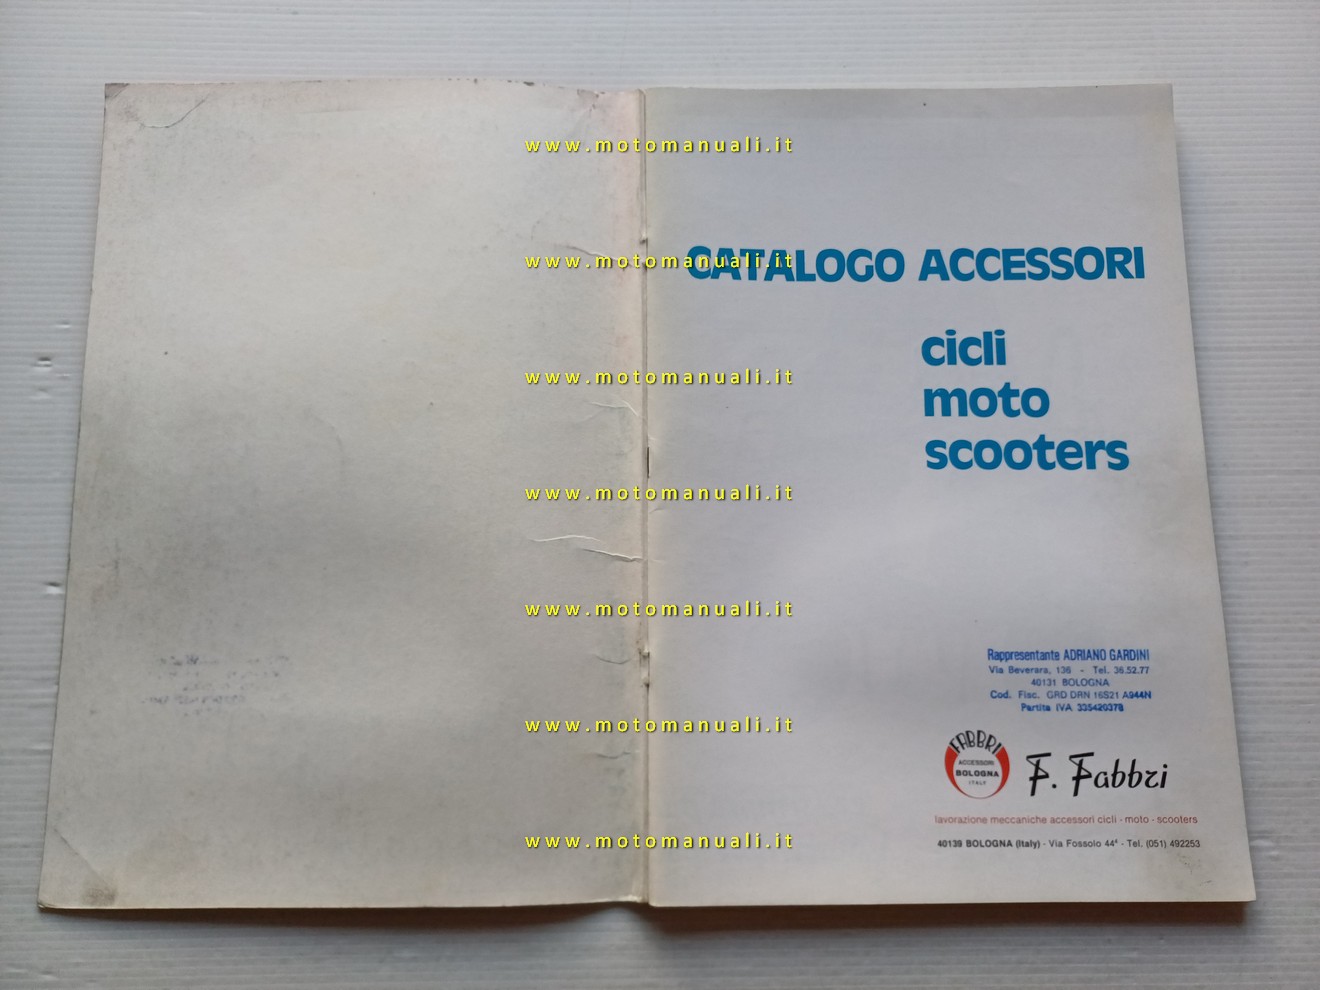 www.motomanuali.it
CATALOGO ACCESSORI
www.motomanuali.it
cicli
www.motomanuali.it
moto
scooters
www.motomanuali.it
www.motomanuali.it
Rappresentante ADRIANO GARDINI
Via Beverara, 136 - Tel. 36.52.77
40131 BOLOGNA
Cod. Fisc. GRD DRN 16S21 A944N
Partita IVA 335420378
www.motomanuali.it
FABBRI
ACCESSORI
BOLOGNA
ITALY
F. Fabbri
lavorazione meccaniche accessori cicli - moto - scooters
www.motomanuali.it
40139 BOLOGNA (Italy) - Via Fossolo 44⁴ - Tel. (051) 492253